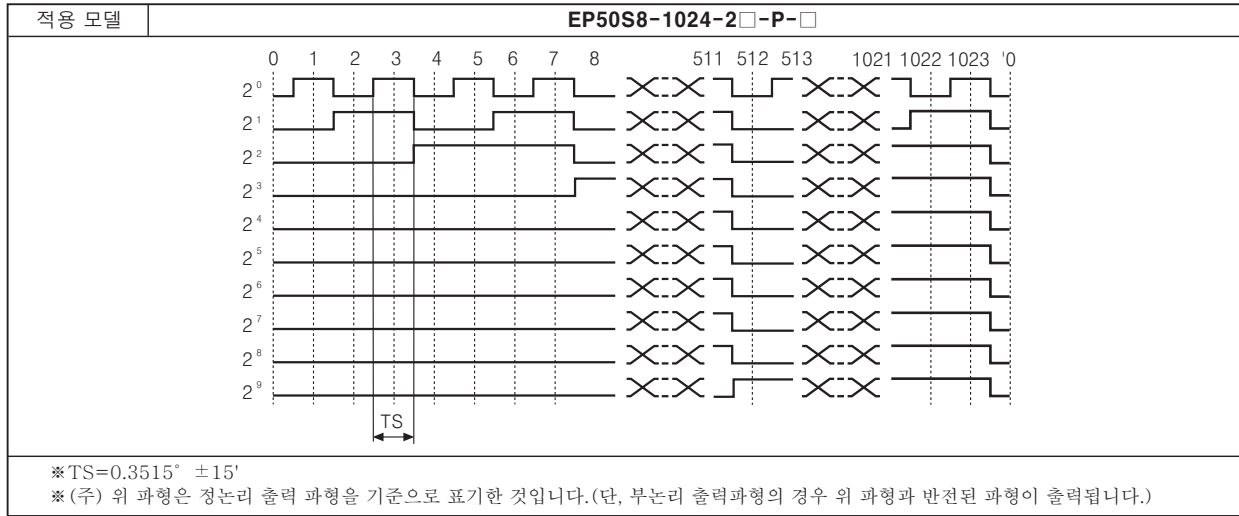 적용 모델 EP50S8-1024-2□-P-□
0 1 2 3 4 5 6 7 8 511 512 513 1021 1022 1023 '0
2⁰
2¹
2²
2³
2⁴
2⁵
2⁶
2⁷
2⁸
2⁹
TS
※TS=0.3515° ±15'
※(주) 위 파형은 정논리 출력 파형을 기준으로 표기한 것입니다.(단, 부논리 출력파형의 경우 위 파형과 반전된 파형이 출력됩니다.)